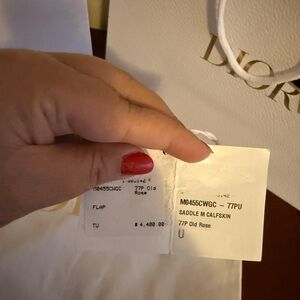 DIOR
M0455CWGC 77P Old
Rose
FLAP
TU $ 4,400.00
M0455CWGC - 77PU
SADDLE M CALFSKIN
77P Old Rose
U